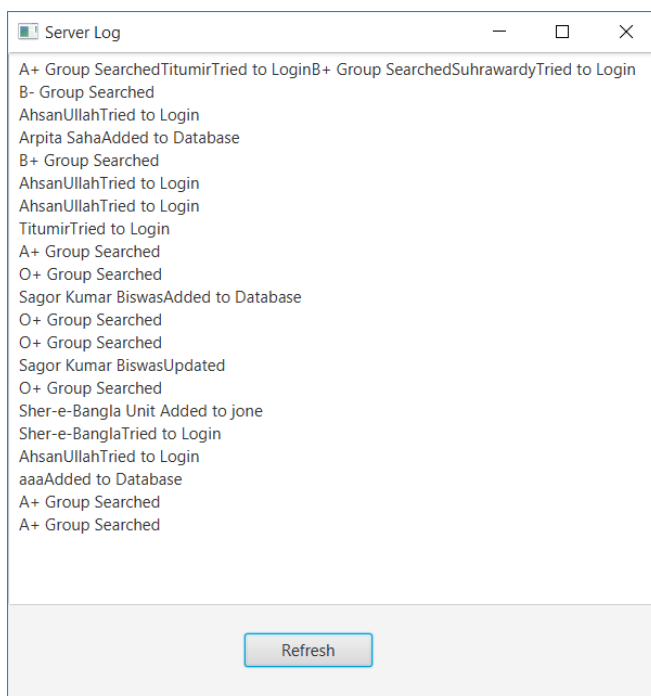 Server Log
A+ Group SearchedTitumirTried to LoginB+ Group SearchedSuhrawardyTried to Login
B- Group Searched
AhsanUllahTried to Login
Arpita SahaAdded to Database
B+ Group Searched
AhsanUllahTried to Login
AhsanUllahTried to Login
TitumirTried to Login
A+ Group Searched
O+ Group Searched
Sagor Kumar BiswasAdded to Database
O+ Group Searched
O+ Group Searched
Sagor Kumar BiswasUpdated
O+ Group Searched
Sher-e-Bangla Unit Added to jone
Sher-e-BanglaTried to Login
AhsanUllahTried to Login
aaaAdded to Database
A+ Group Searched
A+ Group Searched
Refresh